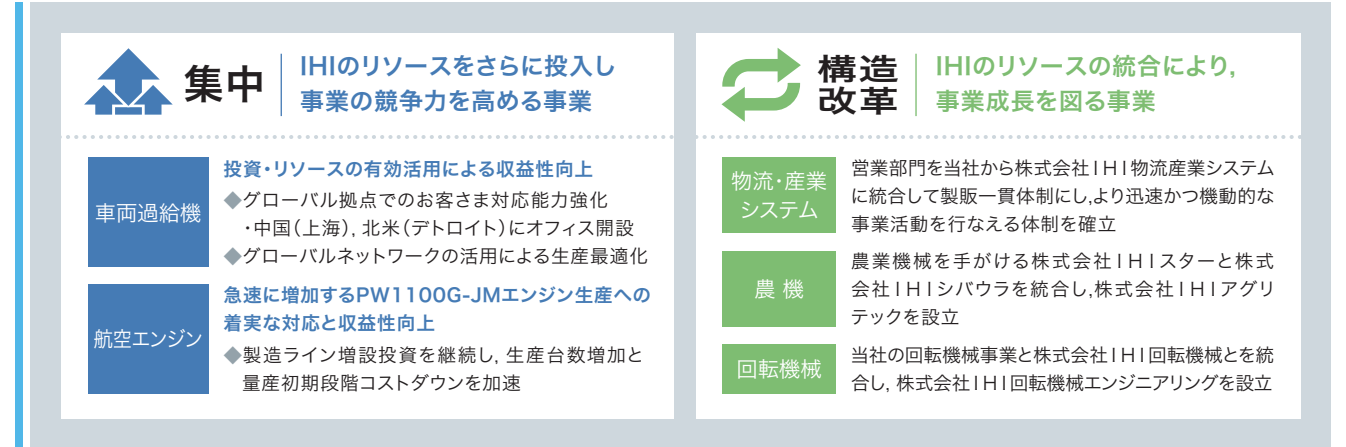 集中
IHIのリソースをさらに投入し
事業の競争力を高める事業
車両過給機
投資・リソースの有効活用による収益性向上
◆グローバル拠点でのお客さま対応能力強化
・中国(上海), 北米(デトロイト)にオフィス開設
◆グローバルネットワークの活用による生産最適化
航空エンジン
急速に増加するPW1100G-JMエンジン生産への
着実な対応と収益性向上
◆製造ライン増設投資を継続し, 生産台数増加と
量産初期段階コストダウンを加速
構造
改革
IHIのリソースの統合により,
事業成長を図る事業
物流・産業
システム
営業部門を当社から株式会社IHI物流産業システム
に統合して製販一貫体制にし,より迅速かつ機動的な
事業活動を行なえる体制を確立
農 機
農業機械を手がける株式会社IHIスターと株式
会社IHIシバウラを統合し,株式会社IHIアグリ
テックを設立
回転機械
当社の回転機械事業と株式会社IHI回転機械とを統
合し, 株式会社IHI回転機械エンジニアリングを設立